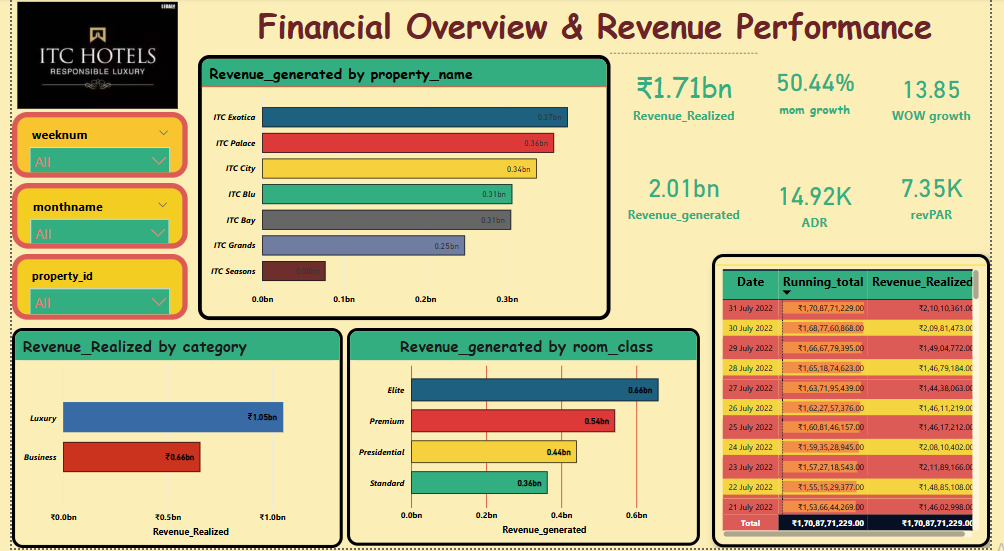 LEGACY
ITC HOTELS
RESPONSIBLE LUXURY
Financial Overview & Revenue Performance
weeknum
All
monthname
All
property_id
All
Revenue_generated by property_name
ITC Exotica 0.37bn
ITC Palace 0.36bn
ITC City 0.34bn
ITC Blu 0.31bn
ITC Bay 0.31bn
ITC Grands 0.25bn
ITC Seasons
0.0bn 0.1bn 0.2bn 0.3bn
₹1.71bn
Revenue_Realized
50.44%
mom growth
13.85
WOW growth
2.01bn
Revenue_generated
14.92K
ADR
7.35K
revPAR
Revenue_Realized by category
Luxury ₹1.05bn
Business ₹0.66bn
₹0.0bn ₹0.5bn ₹1.0bn
Revenue_Realized
Revenue_generated by room_class
Elite 0.66bn
Premium 0.54bn
Presidential 0.44bn
Standard 0.36bn
0.0bn 0.2bn 0.4bn 0.6bn
Revenue_generated
Date Running_total Revenue_Realized
31 July 2022 ₹1,70,87,71,229.00 ₹2,10,10,361.00
30 July 2022 ₹1,68,77,60,868.00 ₹2,09,81,473.00
29 July 2022 ₹1,66,67,79,395.00 ₹1,49,04,772.00
28 July 2022 ₹1,65,18,74,623.00 ₹1,46,79,184.00
27 July 2022 ₹1,63,71,95,439.00 ₹1,44,38,063.00
26 July 2022 ₹1,62,27,57,376.00 ₹1,46,11,219.00
25 July 2022 ₹1,60,81,46,157.00 ₹1,46,17,212.00
24 July 2022 ₹1,59,35,28,945.00 ₹2,08,10,402.00
23 July 2022 ₹1,57,27,18,543.00 ₹2,11,89,166.00
22 July 2022 ₹1,55,15,29,377.00 ₹1,48,85,108.00
21 July 2022 ₹1,53,66,44,269.00 ₹1,46,02,998.00
Total ₹1,70,87,71,229.00 ₹1,70,87,71,229.00